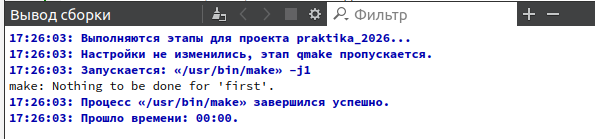 Вывод сборки
Фильтр
17:26:03: Выполняются этапы для проекта praktika_2026...
17:26:03: Настройки не изменились, этап qmake пропускается.
17:26:03: Запускается: «/usr/bin/make» -j1
make: Nothing to be done for 'first'.
17:26:03: Процесс «/usr/bin/make» завершился успешно.
17:26:03: Прошло времени: 00:00.